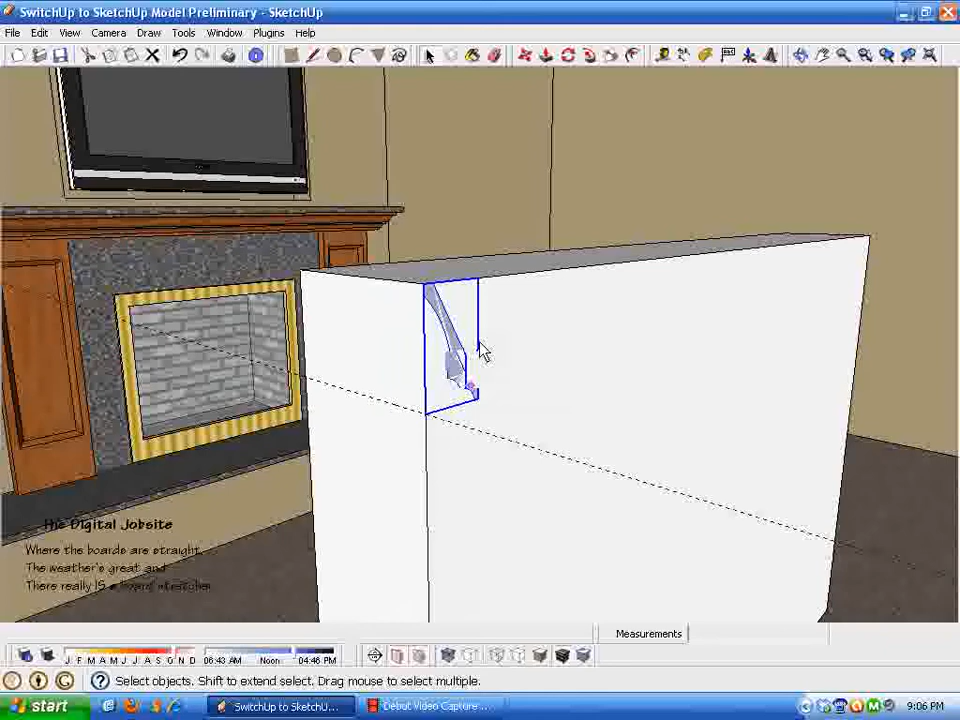 SwitchUp to SketchUp Model Preliminary - SketchUp
File Edit View Camera Draw Tools Window Plugins Help
The Digital Jobsite
Where the boards are straight,
The weather's great and
There really IS a board stretcher
Measurements
J F M A M J J A S O N D 06:43 AM Noon 04:46 PM
Select objects. Shift to extend select. Drag mouse to select multiple.
start SwitchUp to SketchU... Debut Video Capture ... 9:06 PM